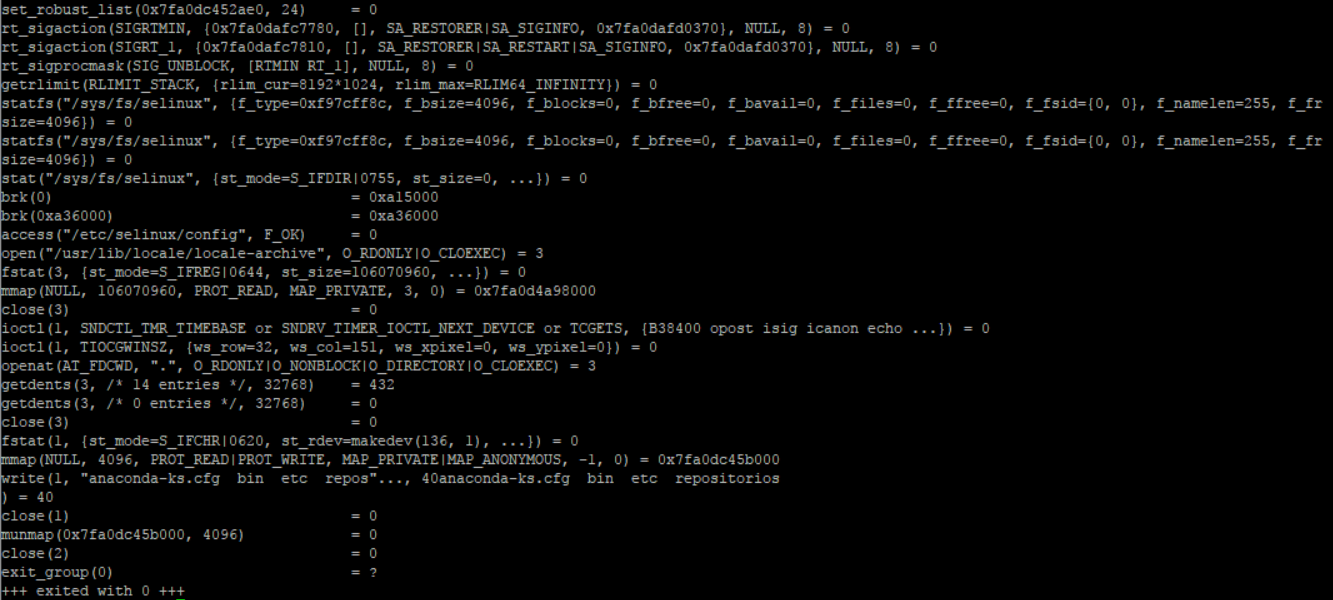 set_robust_list(0x7fa0dc452ae0, 24)     = 0
rt_sigaction(SIGRTMIN, {0x7fa0dafc7780, [], SA_RESTORER|SA_SIGINFO, 0x7fa0dafd0370}, NULL, 8) = 0
rt_sigaction(SIGRT_1, {0x7fa0dafc7810, [], SA_RESTORER|SA_RESTART|SA_SIGINFO, 0x7fa0dafd0370}, NULL, 8) = 0
rt_sigprocmask(SIG_UNBLOCK, [RTMIN RT_1], NULL, 8) = 0
getrlimit(RLIMIT_STACK, {rlim_cur=8192*1024, rlim_max=RLIM64_INFINITY}) = 0
statfs("/sys/fs/selinux", {f_type=0xf97cff8c, f_bsize=4096, f_blocks=0, f_bfree=0, f_bavail=0, f_files=0, f_ffree=0, f_fsid={0, 0}, f_namelen=255, f_fr
size=4096}) = 0
statfs("/sys/fs/selinux", {f_type=0xf97cff8c, f_bsize=4096, f_blocks=0, f_bfree=0, f_bavail=0, f_files=0, f_ffree=0, f_fsid={0, 0}, f_namelen=255, f_fr
size=4096}) = 0
stat("/sys/fs/selinux", {st_mode=S_IFDIR|0755, st_size=0, ...}) = 0
brk(0)                                  = 0xa15000
brk(0xa36000)                           = 0xa36000
access("/etc/selinux/config", F_OK)     = 0
open("/usr/lib/locale/locale-archive", O_RDONLY|O_CLOEXEC) = 3
fstat(3, {st_mode=S_IFREG|0644, st_size=106070960, ...}) = 0
mmap(NULL, 106070960, PROT_READ, MAP_PRIVATE, 3, 0) = 0x7fa0d4a98000
close(3)                                = 0
ioctl(1, SNDCTL_TMR_TIMEBASE or SNDRV_TIMER_IOCTL_NEXT_DEVICE or TCGETS, {B38400 opost isig icanon echo ...}) = 0
ioctl(1, TIOCGWINSZ, {ws_row=32, ws_col=151, ws_xpixel=0, ws_ypixel=0}) = 0
openat(AT_FDCWD, ".", O_RDONLY|O_NONBLOCK|O_DIRECTORY|O_CLOEXEC) = 3
getdents(3, /* 14 entries */, 32768)    = 432
getdents(3, /* 0 entries */, 32768)     = 0
close(3)                                = 0
fstat(1, {st_mode=S_IFCHR|0620, st_rdev=makedev(136, 1), ...}) = 0
mmap(NULL, 4096, PROT_READ|PROT_WRITE, MAP_PRIVATE|MAP_ANONYMOUS, -1, 0) = 0x7fa0dc45b000
write(1, "anaconda-ks.cfg  bin  etc  repos"..., 40anaconda-ks.cfg  bin  etc  repositorios
) = 40
close(1)                                = 0
munmap(0x7fa0dc45b000, 4096)            = 0
close(2)                                = 0
exit_group(0)                           = ?
+++ exited with 0 +++